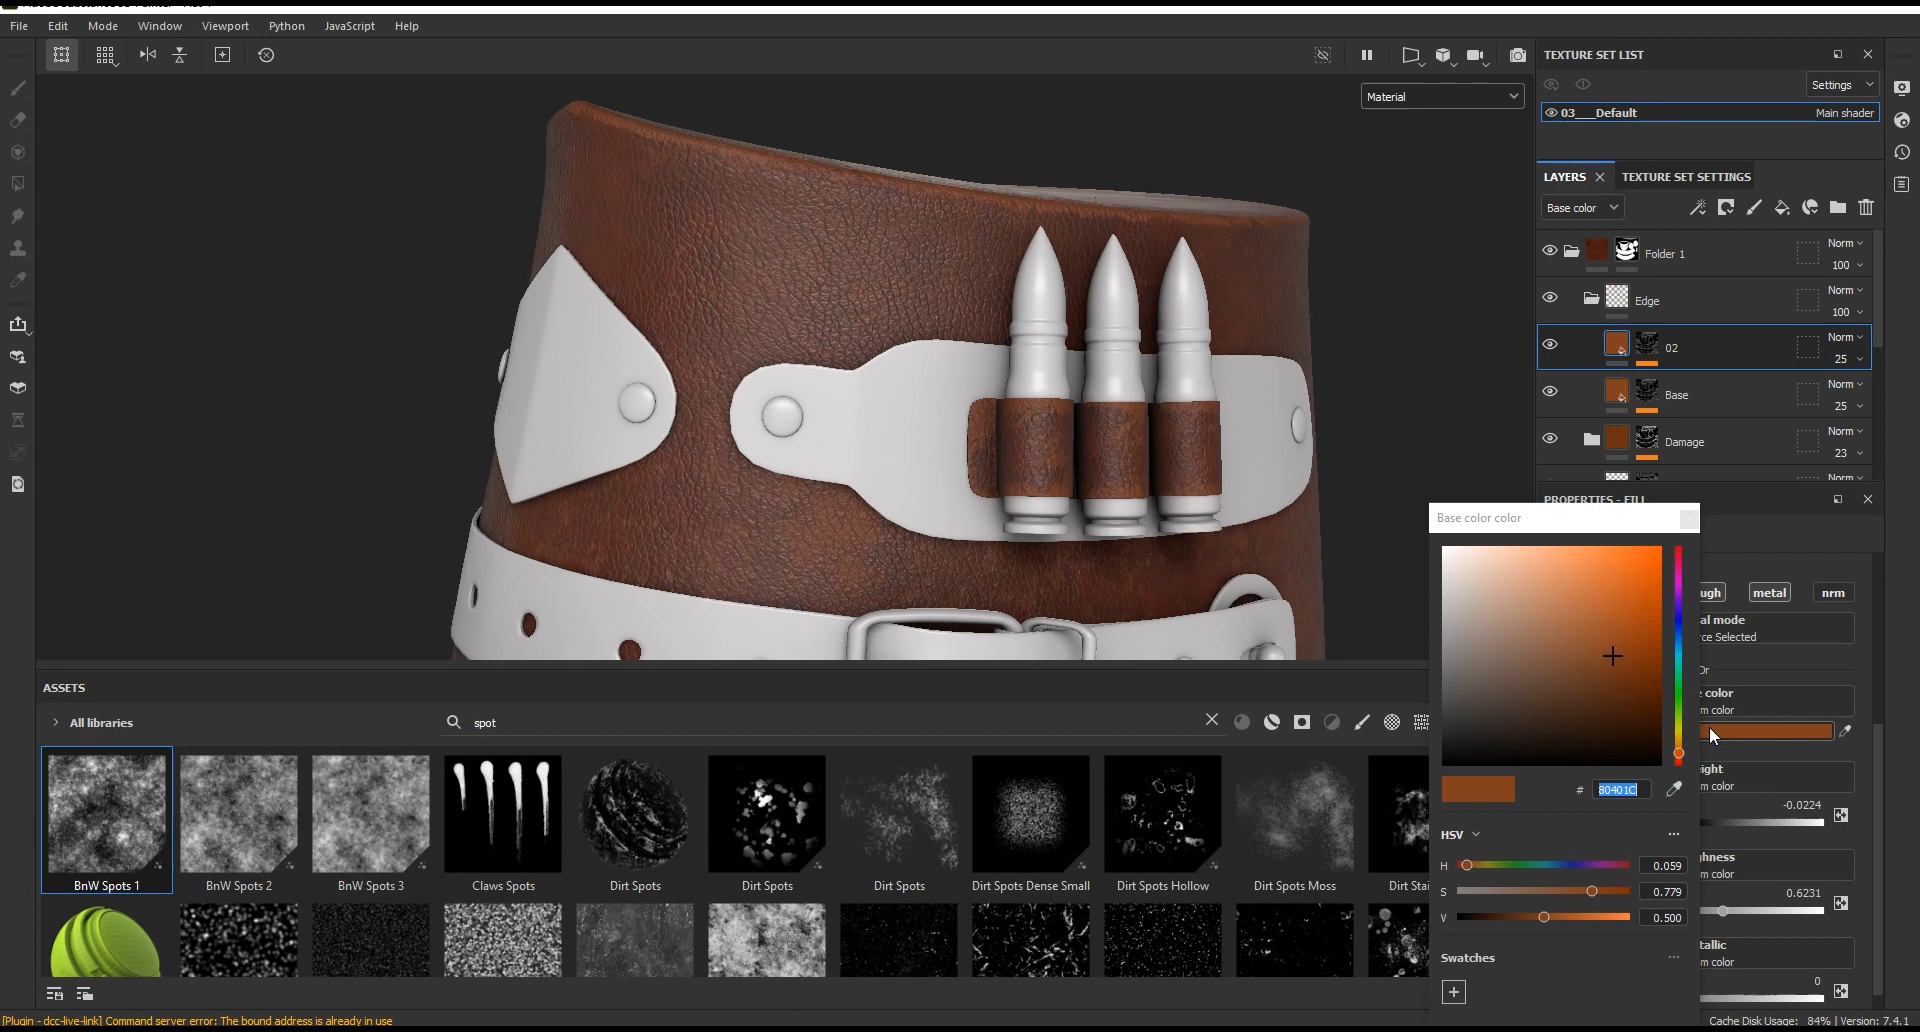 File Edit Mode Window Viewport Python JavaScript Help
Material
TEXTURE SET LIST
Settings
03___Default Main shader
LAYERS TEXTURE SET SETTINGS
Base color
Folder 1 Norm 100
Edge Norm 100
02 Norm 25
Base Norm 25
Damage Norm 23
Norm
PROPERTIES - FILL
Base color color
ugh metal nrm
al mode
ce Selected
Or
e color
m color
# 80401C
ight
m color
-0.0224
HSV
H 0.059
S 0.779
V 0.500
hness
m color
0.6231
tallic
m color
0
Swatches
ASSETS
All libraries
spot
BnW Spots 1 BnW Spots 2 BnW Spots 3 Claws Spots Dirt Spots Dirt Spots Dirt Spots Dirt Spots Dense Small Dirt Spots Hollow Dirt Spots Moss Dirt Stai
[Plugin - dcc-live-link] Command server error: The bound address is already in use
Cache Disk Usage: 84% | Version: 7.4.1